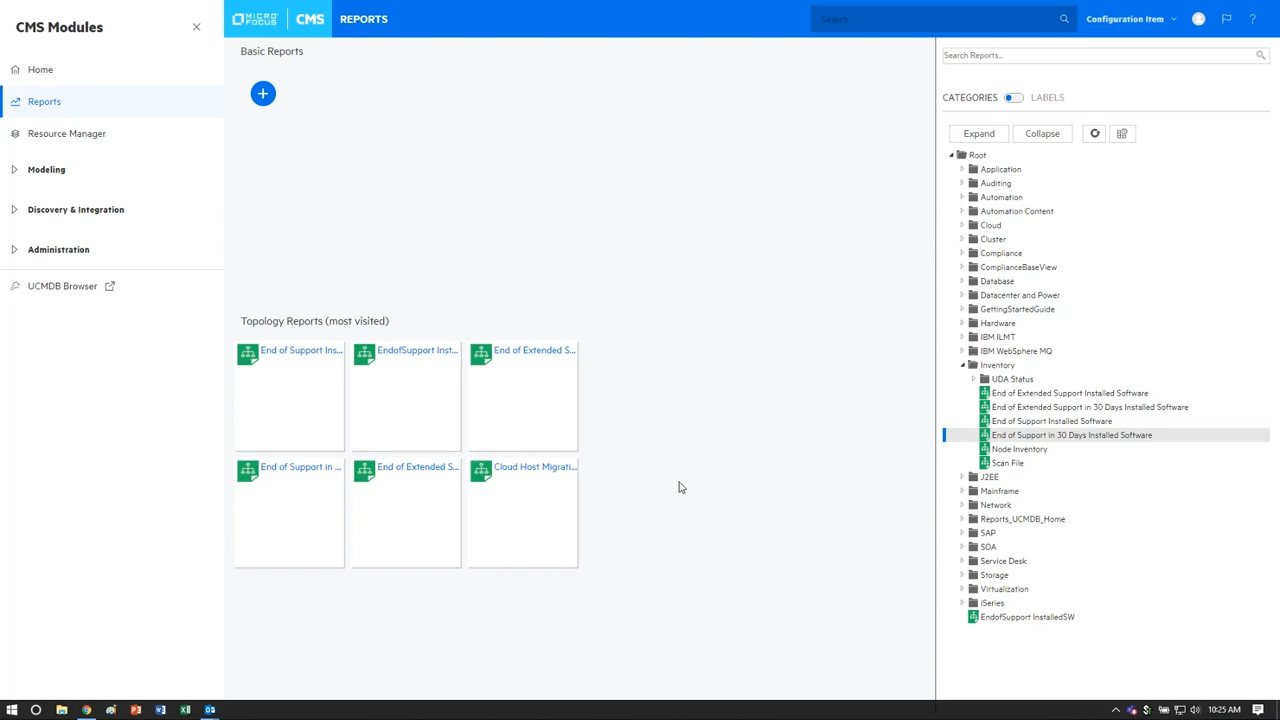 CMS Modules
Home
Reports
Resource Manager
Modeling
Discovery & Integration
Administration
UCMDB Browser
MICRO FOCUS
CMS
REPORTS
Search
Configuration Item
?
Basic Reports
+
Topology Reports (most visited)
End of Support Ins...
EndofSupport Inst...
End of Extended S...
End of Support in ...
End of Extended S...
Cloud Host Migrati...
Search Reports...
CATEGORIES
LABELS
Expand
Collapse
Root
Application
Auditing
Automation
Automation Content
Cloud
Cluster
Compliance
ComplianceBaseView
Database
Datacenter and Power
GettingStartedGuide
Hardware
IBM ILMT
IBM WebSphere MQ
Inventory
UDA Status
End of Extended Support Installed Software
End of Extended Support in 30 Days Installed Software
End of Support Installed Software
End of Support in 30 Days Installed Software
Node Inventory
Scan File
J2EE
Mainframe
Network
Reports_UCMDB_Home
SAP
SOA
Service Desk
Storage
Virtualization
iSeries
EndofSupport InstalledSW
10:25 AM